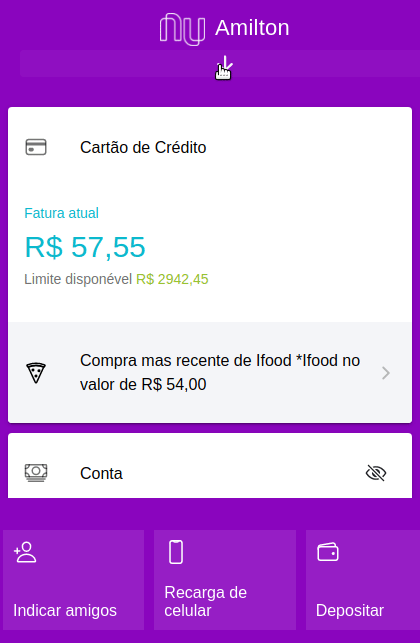 nu Amilton
Cartão de Crédito
Fatura atual
R$ 57,55
Limite disponível R$ 2942,45
Compra mas recente de Ifood *Ifood no
valor de R$ 54,00
Conta
Indicar amigos
Recarga de
celular
Depositar